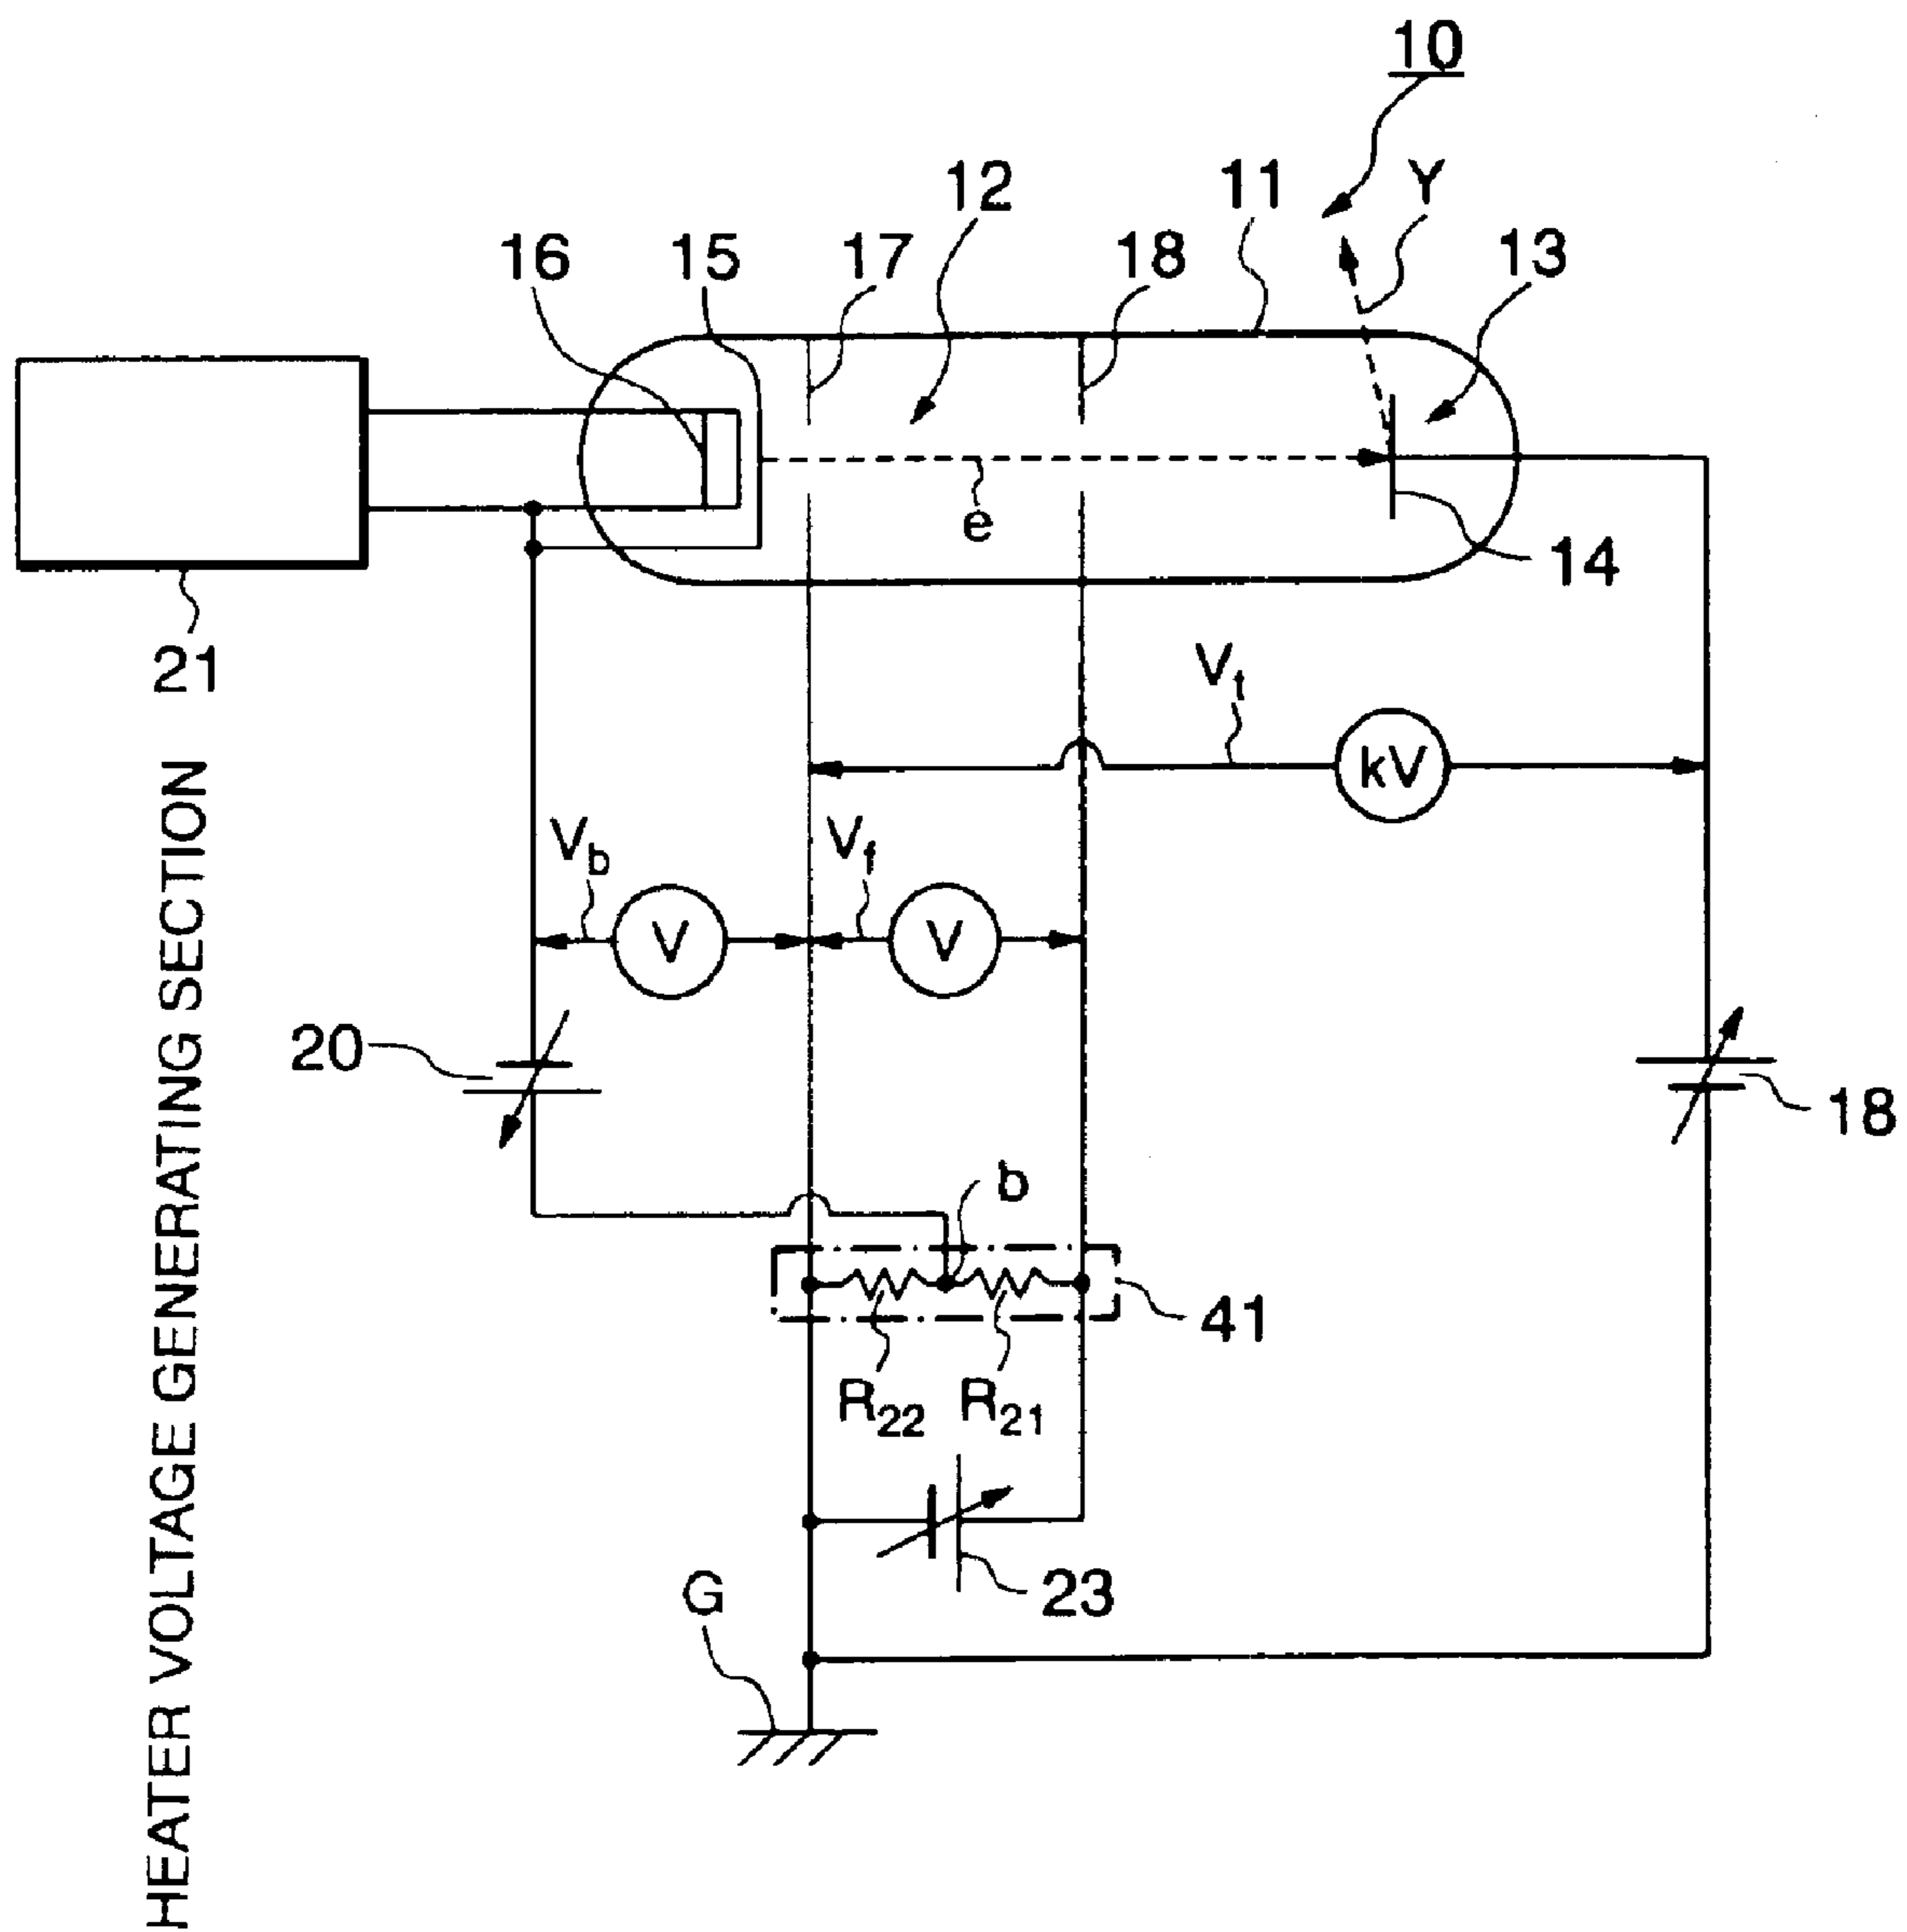 10
Y
12
11
16
15
17
18
13
e
14
21
HEATER VOLTAGE GENERATING SECTION
Vt
kV
Vb
Vf
V
V
20
18
b
41
R22
R21
23
G